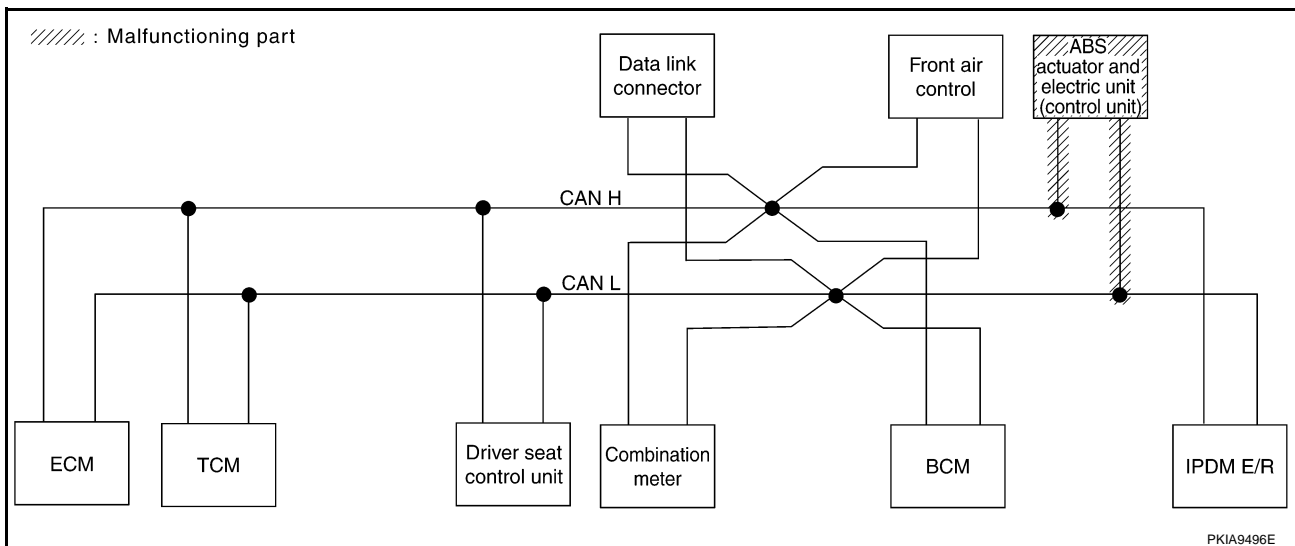 : Malfunctioning part
Data link
connector
Front air
control
ABS
actuator and
electric unit
(control unit)
CAN H
CAN L
ECM
TCM
Driver seat
control unit
Combination
meter
BCM
IPDM E/R
PKIA9496E